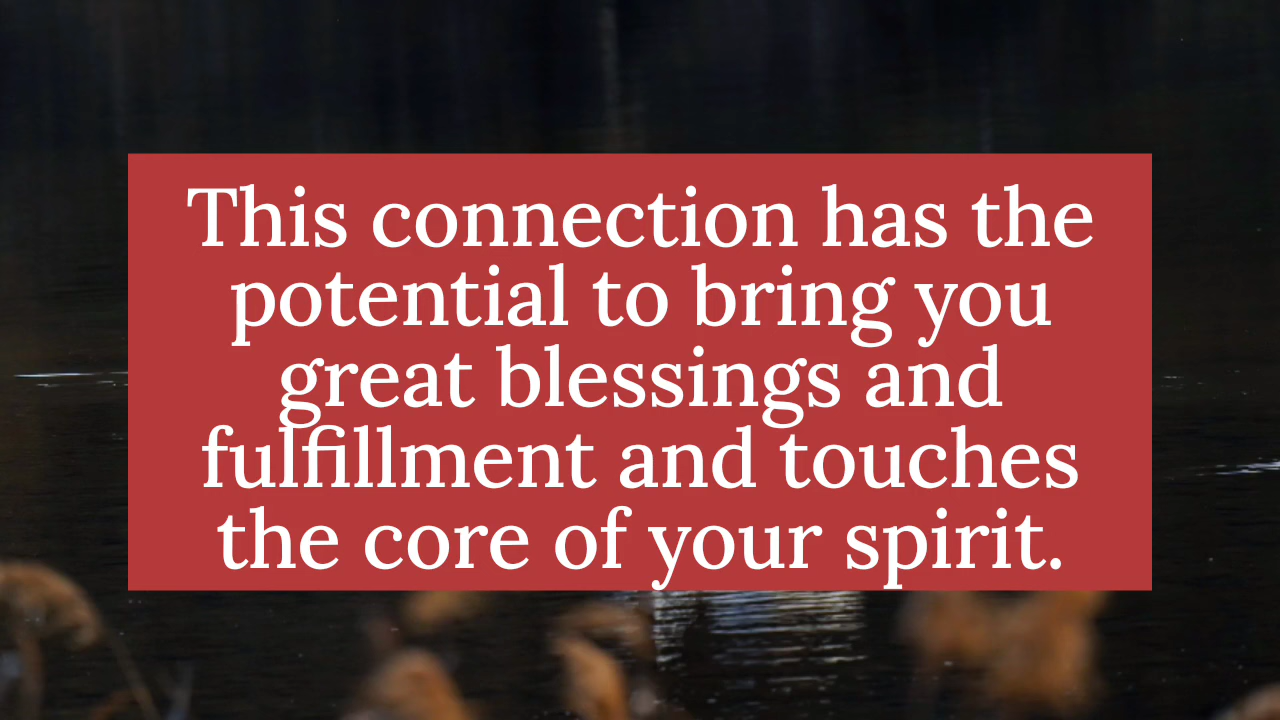 This connection has the
potential to bring you
great blessings and
fulfillment and touches
the core of your spirit.